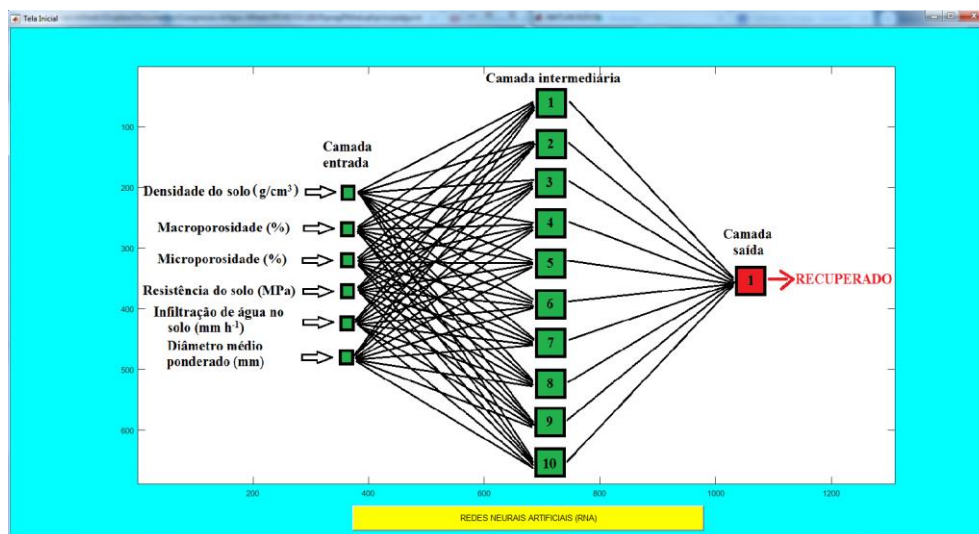 Tela Inicial
Camada intermediária
Camada
entrada
Densidade do solo (g/cm³)
Macroporosidade (%)
Microporosidade (%)
Resistência do solo (MPa)
Infiltração de água no
solo (mm h⁻¹)
Diâmetro médio
ponderado (mm)
1
2
3
4
5
6
7
8
9
10
Camada
saída
1
RECUPERADO
100
200
300
400
500
600
200
400
600
800
1000
1200
REDES NEURAIS ARTIFICIAIS (RNA)